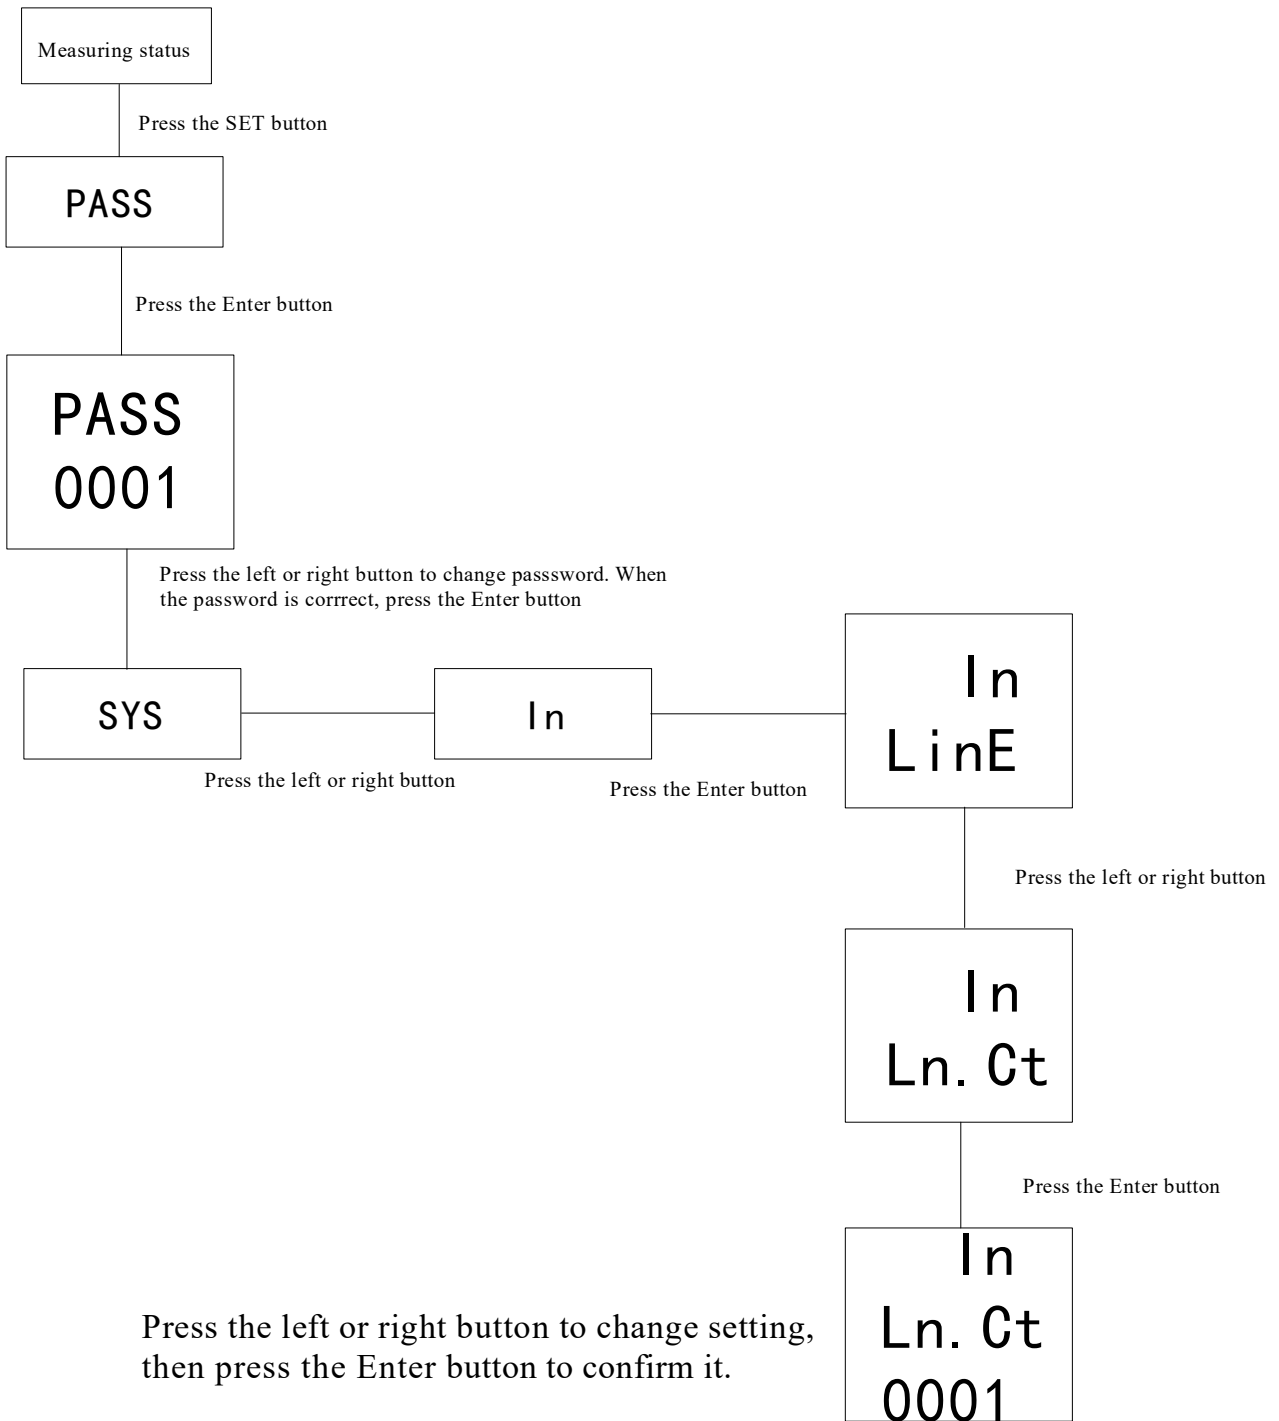 Measuring status
Press the SET button
PASS
Press the Enter button
PASS
0001
Press the left or right button to change passsword. When
the password is corrrect, press the Enter button
SYS
Press the left or right button
In
Press the Enter button
In
LinE
Press the left or right button
In
Ln. Ct
Press the Enter button
In
Ln. Ct
0001
Press the left or right button to change setting,
then press the Enter button to confirm it.